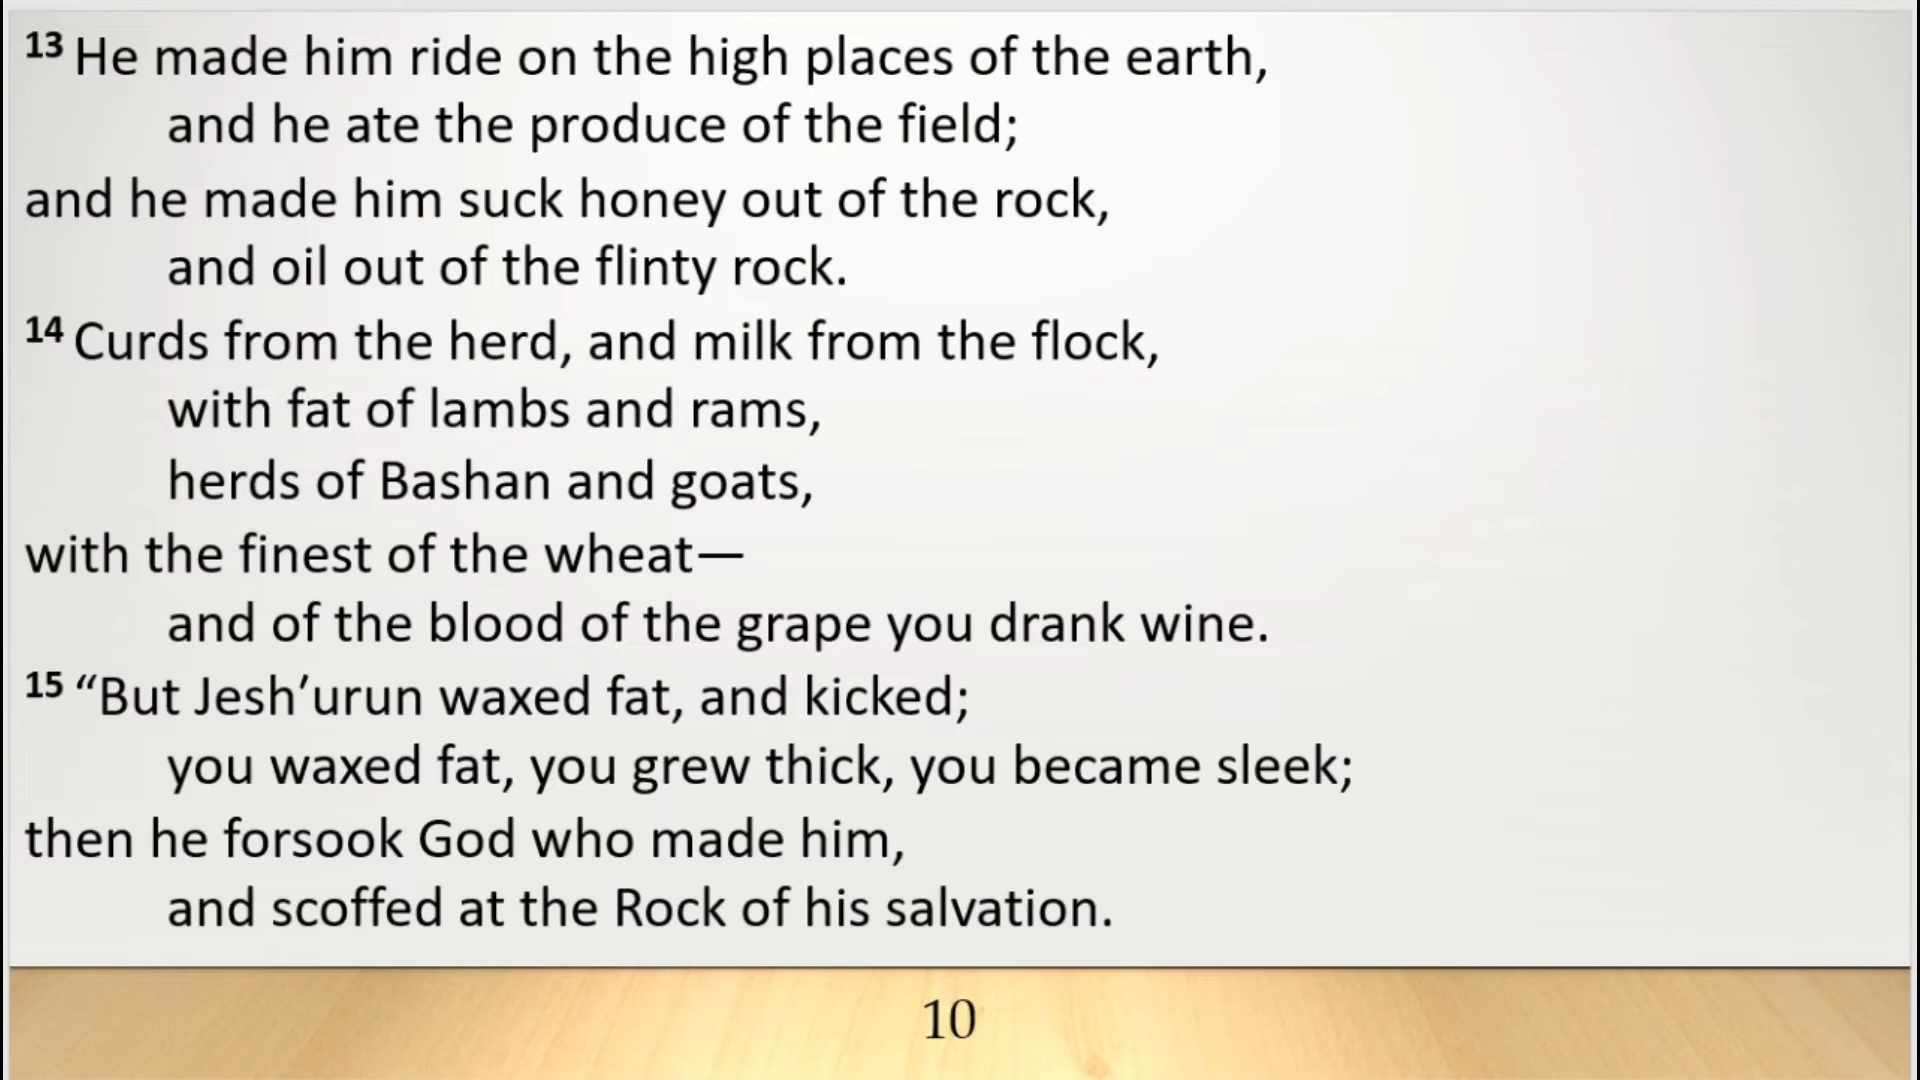 13 He made him ride on the high places of the earth,
and he ate the produce of the field;
and he made him suck honey out of the rock,
and oil out of the flinty rock.
14 Curds from the herd, and milk from the flock,
with fat of lambs and rams,
herds of Bashan and goats,
with the finest of the wheat—
and of the blood of the grape you drank wine.
15 “But Jesh′urun waxed fat, and kicked;
you waxed fat, you grew thick, you became sleek;
then he forsook God who made him,
and scoffed at the Rock of his salvation.
10